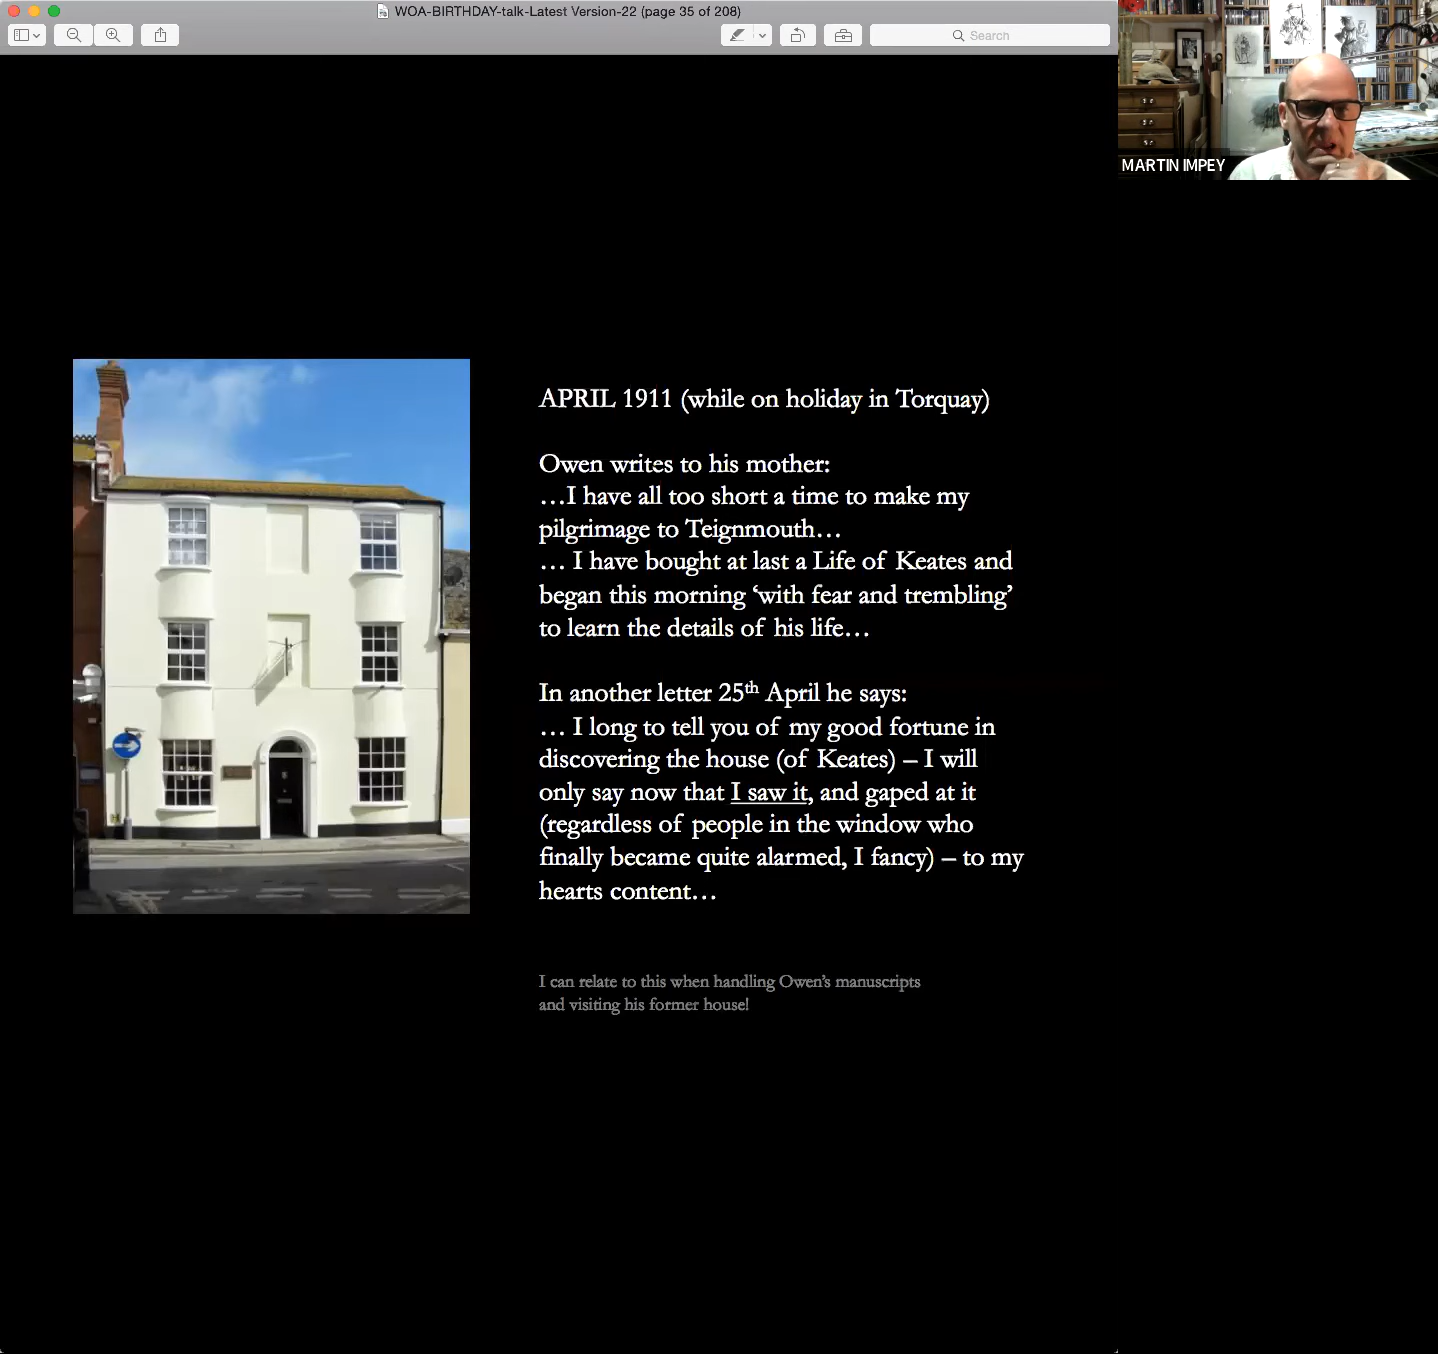 WOA-BIRTHDAY-talk-Latest Version-22 (page 35 of 208)
Search
MARTIN IMPEY
APRIL 1911 (while on holiday in Torquay)
Owen writes to his mother:
…I have all too short a time to make my
pilgrimage to Teignmouth…
… I have bought at last a Life of Keates and
began this morning ‘with fear and trembling’
to learn the details of his life…
In another letter 25th April he says:
… I long to tell you of my good fortune in
discovering the house (of Keates) – I will
only say now that I saw it, and gaped at it
(regardless of people in the window who
finally became quite alarmed, I fancy) – to my
hearts content…
I can relate to this when handling Owen’s manuscripts
and visiting his former house!